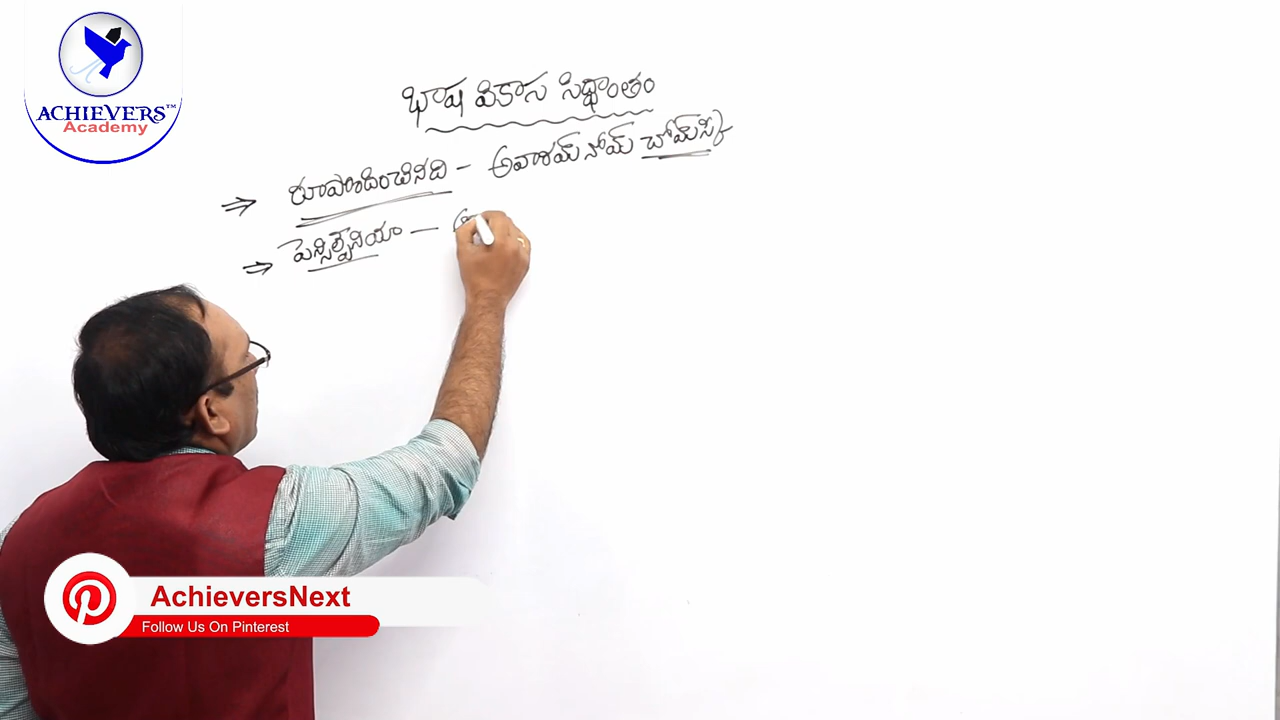 ACHIEVERS™
Academy
భాష వికాస సిద్ధాంతం
⇒ రూపొందించినది – అవ్రామ్ నోమ్ చోమ్‌స్కీ
⇒ పెన్సిల్వేనియా –
AchieversNext
Follow Us On Pinterest